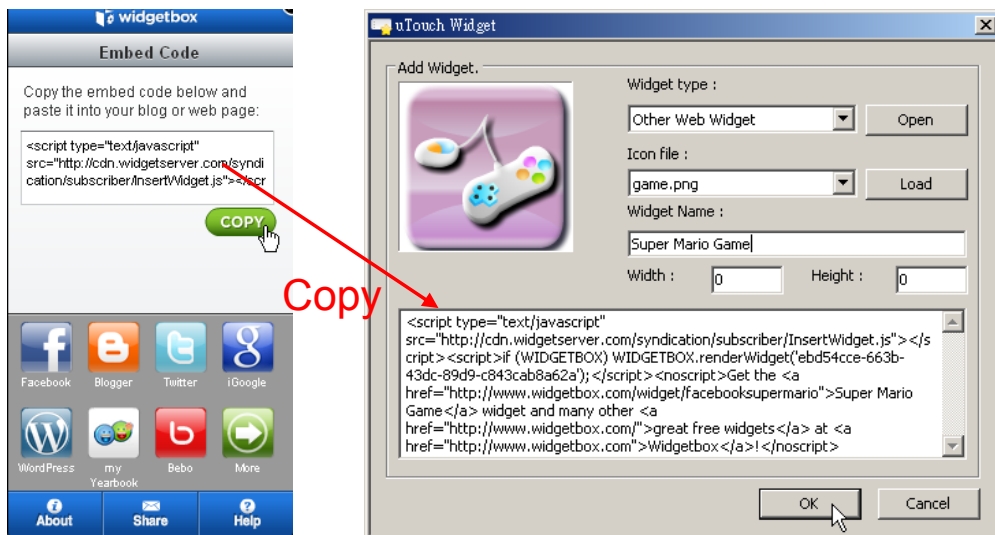 widgetbox
Embed Code
Copy the embed code below and
paste it into your blog or web page:
<script type="text/javascript"
src="http://cdn.widgetserver.com/syndi
cation/subscriber/InsertWidget.js"></scr
COPY
Facebook Blogger Twitter iGoogle
WordPress my Yearbook Bebo More
About Share Help
Copy
uTouch Widget
Add Widget.
Widget type :
Other Web Widget Open
Icon file :
game.png Load
Widget Name :
Super Mario Game
Width : 0 Height : 0
<script type="text/javascript"
src="http://cdn.widgetserver.com/syndication/subscriber/InsertWidget.js"></s
cript><script>if (WIDGETBOX) WIDGETBOX.renderWidget('ebd54cce-663b-
43dc-89d9-c843cab8a62a');</script><noscript>Get the <a
href="http://www.widgetbox.com/widget/facebooksupermario">Super Mario
Game</a> widget and many other <a
href="http://www.widgetbox.com/">great free widgets</a> at <a
href="http://www.widgetbox.com">Widgetbox</a>!</noscript>
OK Cancel